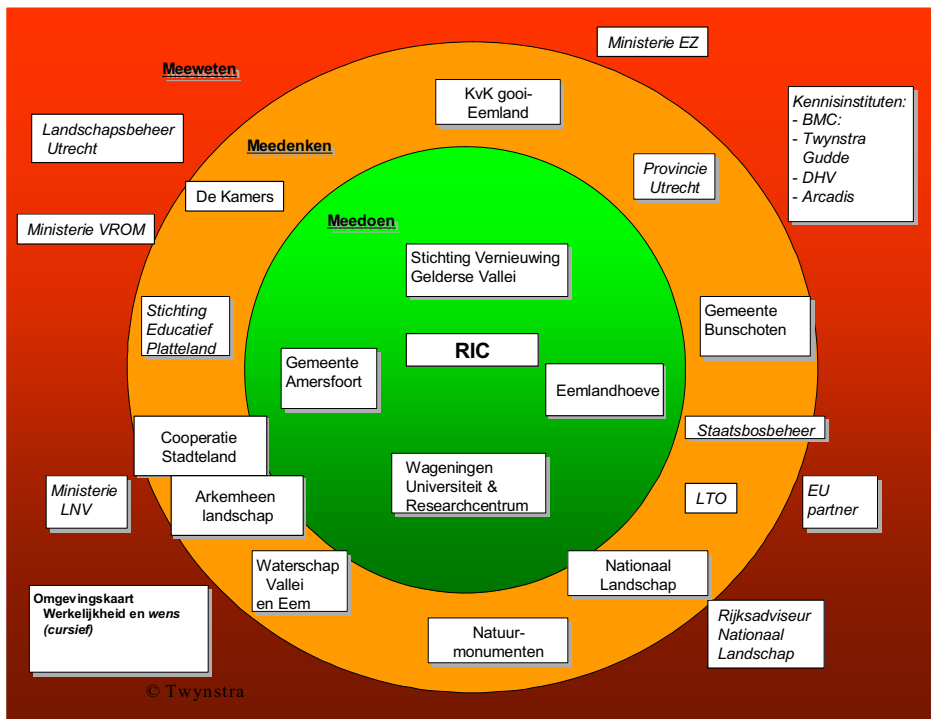 Ministerie EZ
Meeweten
KvK gooi-
Eemland
Kennisinstituten:
- BMC:
- Twynstra
Gudde
- DHV
- Arcadis
Landschapsbeheer
Utrecht
Meedenken
Provincie
Utrecht
De Kamers
Ministerie VROM
Meedoen
Stichting Vernieuwing
Gelderse Vallei
Stichting
Educatief
Platteland
Gemeente
Bunschoten
RIC
Gemeente
Amersfoort
Eemlandhoeve
Cooperatie
Stadteland
Staatsbosbeheer
Wageningen
Universiteit &
Researchcentrum
Ministerie
LNV
Arkemheen
landschap
LTO
EU
partner
Waterschap
Vallei
en Eem
Nationaal
Landschap
Omgevingskaart
Werkelijkheid en wens
(cursief)
Natuur-
monumenten
Rijksadviseur
Nationaal
Landschap
© Twynstra